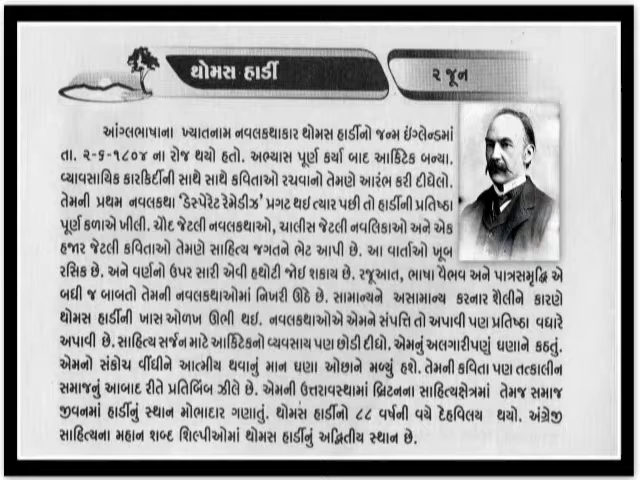 થોમસ હાર્ડી
૨ જૂન
આંગ્લભાષાના ખ્યાતનામ નવલકથાકાર થોમસ હાર્ડીનો જન્મ ઇંગ્લેન્ડમાં
તા. ૨-૬-૧૮૦૪ ના રોજ થયો હતો. અભ્યાસ પૂર્ણ કર્યા બાદ આર્કિટેક બન્યા.
વ્યાવસાયિક કારકિર્દીની સાથે સાથે કવિતાઓ રચવાનો તેમણે આરંભ કરી દીધેલો.
તેમની પ્રથમ નવલકથા 'ડેસ્પેરેટ રેમેડીઝ' પ્રગટ થઇ ત્યાર પછી તો હાર્ડીની પ્રતિષ્ઠા
પૂર્ણ કળાએ ખીલી. ચૌદ જેટલી નવલકથાઓ, ચાલીસ જેટલી નવલિકાઓ અને એક
હજાર જેટલી કવિતાઓ તેમણે સાહિત્ય જગતને ભેટ આપી છે. આ વાર્તાઓ ખૂબ
રસિક છે. અને વર્ણનો ઉપર સારી એવી હથોટી જોઇ શકાય છે. રજૂઆત, ભાષા વૈભવ અને પાત્રસમૃદ્ધિ એ
બધી જ બાબતો તેમની નવલકથાઓમાં નિખરી ઊઠે છે. સામાન્યને અસામાન્ય કરનાર શૈલીને કારણે
થોમસ હાર્ડીની ખાસ ઓળખ ઊભી થઇ. નવલકથાઓએ એમને સંપત્તિ તો અપાવી પણ પ્રતિષ્ઠા વધારે
અપાવી છે. સાહિત્ય સર્જન માટે આર્કિટેકનો વ્યવસાય પણ છોડી દીધો. એમનું અલગારીપણું ઘણાને કઠતું.
એમનો સંકોચ વીંધીને આત્મીય થવાનું માન ઘણા ઓછાને મળ્યું હશે. તેમની કવિતા પણ તત્કાલીન
સમાજનું આબાદ રીતે પ્રતિબિંબ ઝીલે છે. એમની ઉત્તરાવસ્થામાં બ્રિટનના સાહિત્યક્ષેત્રમાં તેમજ સમાજ
જીવનમાં હાર્ડીનું સ્થાન મોભાદાર ગણાતું. થોમસ હાર્ડીનો ૮૮ વર્ષની વયે દેહવિલય થયો. અંગ્રેજી
સાહિત્યના મહાન શબ્દ શિલ્પીઓમાં થોમસ હાર્ડીનું અદ્વિતીય સ્થાન છે.